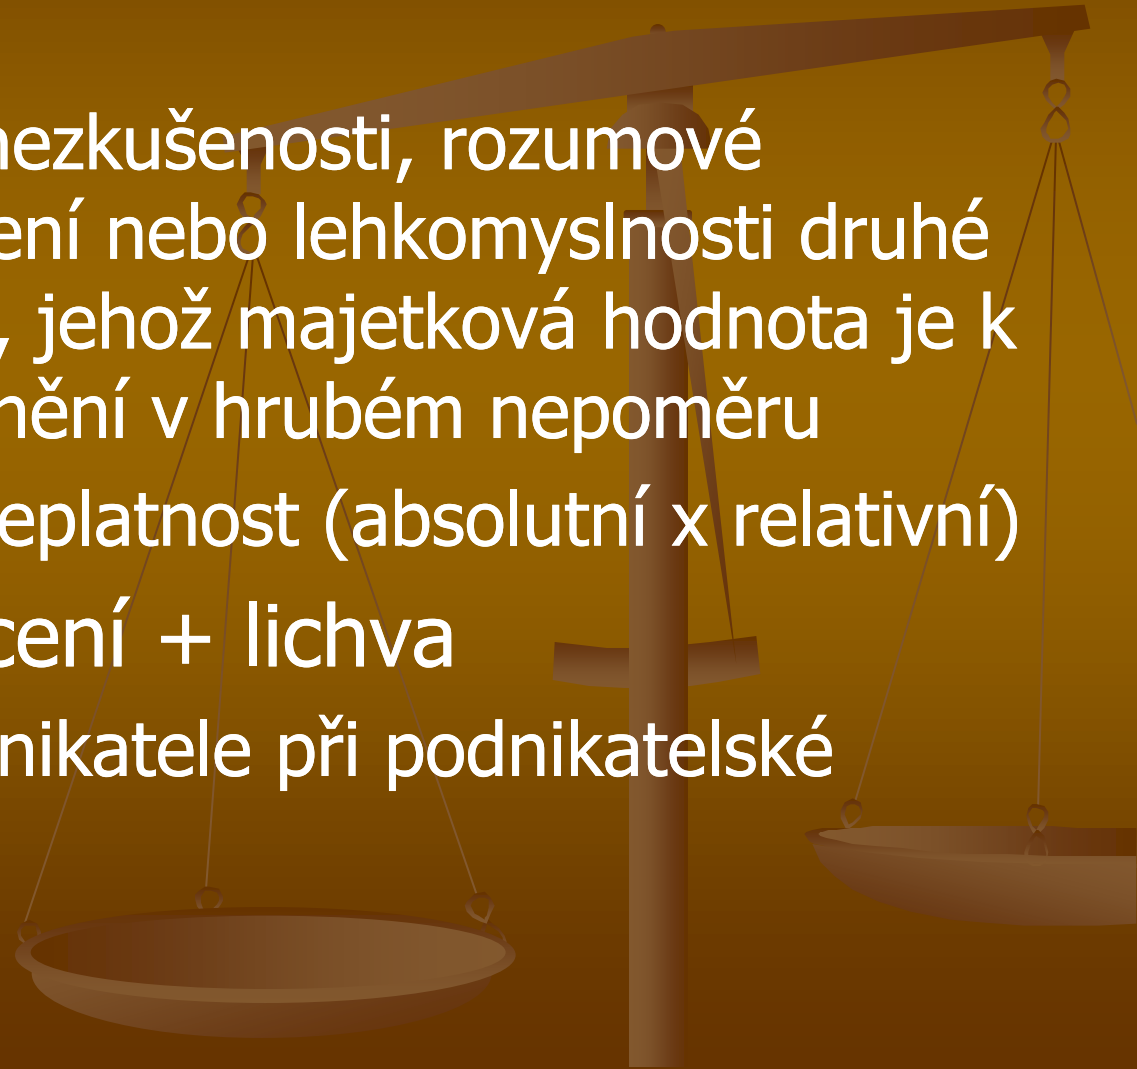 nezkušenosti, rozumové
ení nebo lehkomyslnosti druhé
, jehož majetková hodnota je k
nění v hrubém nepoměru
eplatnost (absolutní x relativní)
cení + lichva
nikatele při podnikatelské